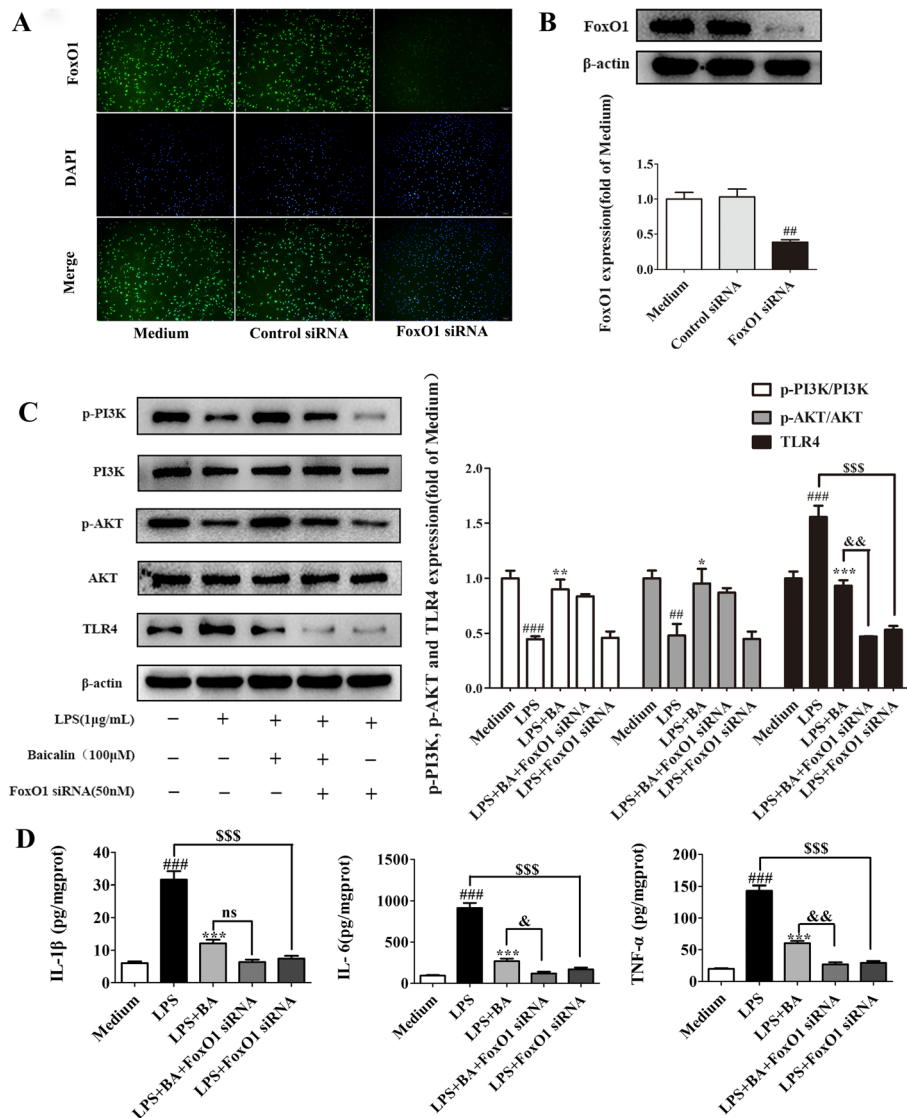 A
FoxO1
DAPI
Merge
Medium
Control siRNA
FoxO1 siRNA
B
FoxO1
β-actin
FoxO1 expression(fold of Medium)
1.5
1.0
0.5
0.0
##
Medium
Control siRNA
FoxO1 siRNA
C
p-PI3K
PI3K
p-AKT
AKT
TLR4
β-actin
LPS(1μg/mL) − + + + +
Baicalin（100μM） − − + + −
FoxO1 siRNA(50nM) − − − + +
p-PI3K/PI3K
p-AKT/AKT
TLR4
p-PI3K, p-AKT and TLR4 expression(fold of Medium）
2.0
1.5
1.0
0.5
0.0
###
**
##
*
###
***
&&
$$$
Medium
LPS
LPS+BA
LPS+BA+FoxO1 siRNA
LPS+FoxO1 siRNA
Medium
LPS
LPS+BA
LPS+BA+FoxO1 siRNA
LPS+FoxO1 siRNA
Medium
LPS
LPS+BA
LPS+BA+FoxO1 siRNA
LPS+FoxO1 siRNA
D
IL-1β (pg/mgprot)
40
30
20
10
0
###
***
ns
$$$
Medium
LPS
LPS+BA
LPS+BA+FoxO1 siRNA
LPS+FoxO1 siRNA
IL- 6(pg/mgprot)
1500
1000
500
0
###
***
&
$$$
Medium
LPS
LPS+BA
LPS+BA+FoxO1 siRNA
LPS+FoxO1 siRNA
TNF-α (pg/mgprot)
200
150
100
50
0
###
***
&&
$$$
Medium
LPS
LPS+BA
LPS+BA+FoxO1 siRNA
LPS+FoxO1 siRNA